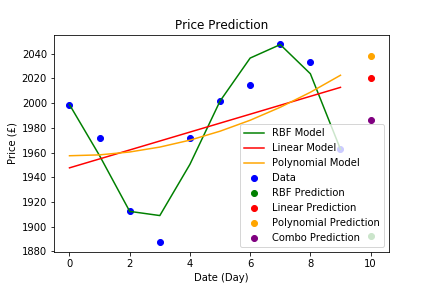 Price Prediction
Price (£)
2040
2020
2000
1980
1960
1940
1920
1900
1880
0
2
4
6
8
10
Date (Day)
RBF Model
Linear Model
Polynomial Model
Data
RBF Prediction
Linear Prediction
Polynomial Prediction
Combo Prediction